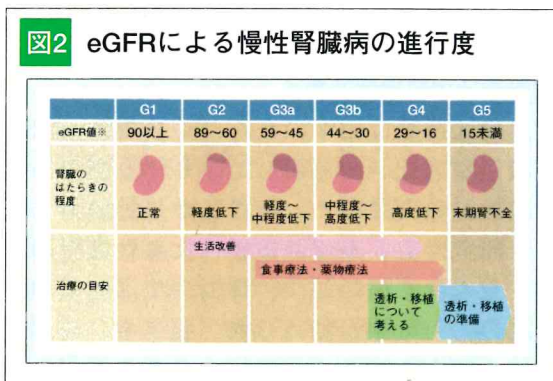 図2 eGFRによる慢性腎臓病の進行度
G1 G2 G3a G3b G4 G5
eGFR値※ 90以上 89〜60 59〜45 44〜30 29〜16 15未満
腎臓の
はたらきの
程度
正常 軽度低下 軽度〜
中程度低下 中程度〜
高度低下 高度低下 末期腎不全
治療の目安
生活改善
食事療法・薬物療法
透析・移植
について
考える
透析・移植
の準備